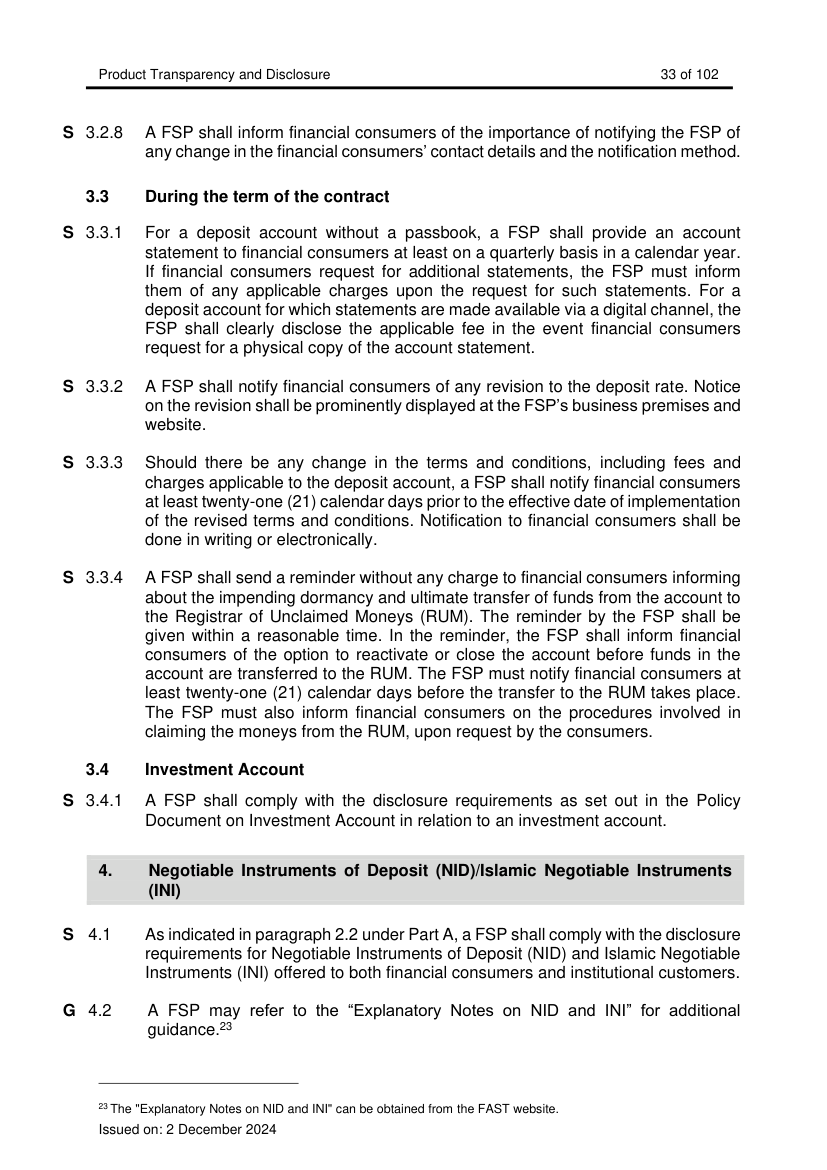 Product Transparency and Disclosure 33 of 102
S 3.2.8 A FSP shall inform financial consumers of the importance of notifying the FSP of
any change in the financial consumers’ contact details and the notification method.
3.3 During the term of the contract
S 3.3.1 For a deposit account without a passbook, a FSP shall provide an account
statement to financial consumers at least on a quarterly basis in a calendar year.
If financial consumers request for additional statements, the FSP must inform
them of any applicable charges upon the request for such statements. For a
deposit account for which statements are made available via a digital channel, the
FSP shall clearly disclose the applicable fee in the event financial consumers
request for a physical copy of the account statement.
S 3.3.2 A FSP shall notify financial consumers of any revision to the deposit rate. Notice
on the revision shall be prominently displayed at the FSP’s business premises and
website.
S 3.3.3 Should there be any change in the terms and conditions, including fees and
charges applicable to the deposit account, a FSP shall notify financial consumers
at least twenty-one (21) calendar days prior to the effective date of implementation
of the revised terms and conditions. Notification to financial consumers shall be
done in writing or electronically.
S 3.3.4 A FSP shall send a reminder without any charge to financial consumers informing
about the impending dormancy and ultimate transfer of funds from the account to
the Registrar of Unclaimed Moneys (RUM). The reminder by the FSP shall be
given within a reasonable time. In the reminder, the FSP shall inform financial
consumers of the option to reactivate or close the account before funds in the
account are transferred to the RUM. The FSP must notify financial consumers at
least twenty-one (21) calendar days before the transfer to the RUM takes place.
The FSP must also inform financial consumers on the procedures involved in
claiming the moneys from the RUM, upon request by the consumers.
3.4 Investment Account
S 3.4.1 A FSP shall comply with the disclosure requirements as set out in the Policy
Document on Investment Account in relation to an investment account.
4. Negotiable Instruments of Deposit (NID)/Islamic Negotiable Instruments
(INI)
S 4.1 As indicated in paragraph 2.2 under Part A, a FSP shall comply with the disclosure
requirements for Negotiable Instruments of Deposit (NID) and Islamic Negotiable
Instruments (INI) offered to both financial consumers and institutional customers.
G 4.2 A FSP may refer to the “Explanatory Notes on NID and INI” for additional
guidance.23
23 The "Explanatory Notes on NID and INI" can be obtained from the FAST website.
Issued on: 2 December 2024